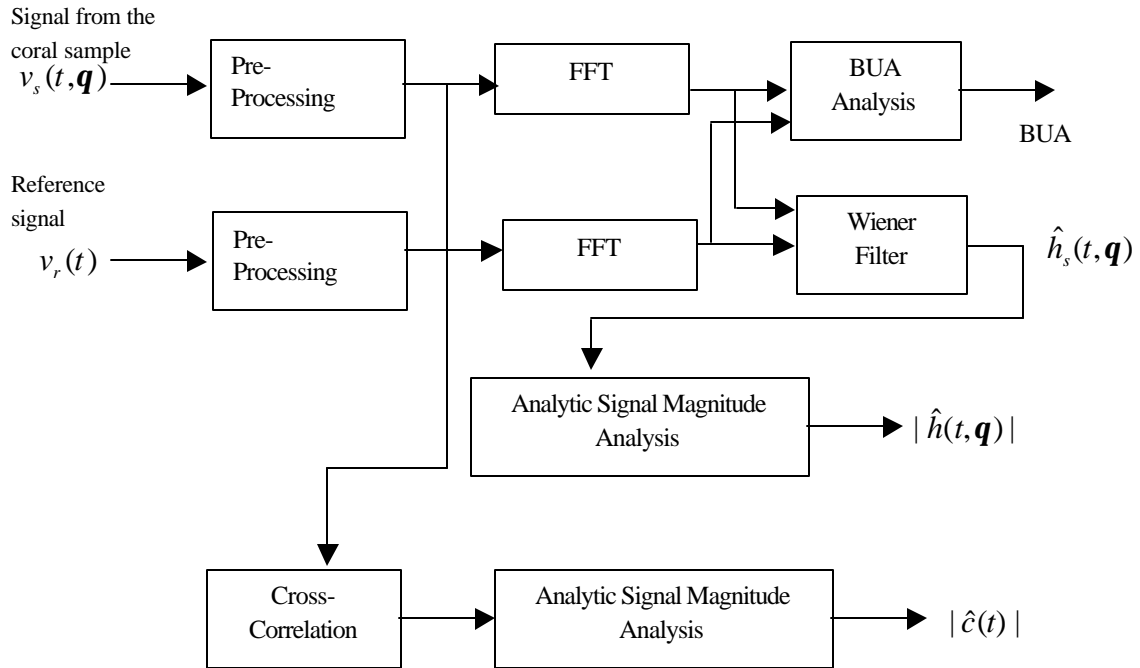 Signal from the
coral sample
v_s(t,q)
Pre-
Processing
FFT
BUA
Analysis
BUA
Reference
signal
v_r(t)
Pre-
Processing
FFT
Wiener
Filter
ĥ_s(t,q)
Analytic Signal Magnitude
Analysis
| ĥ(t,q) |
Cross-
Correlation
Analytic Signal Magnitude
Analysis
| ĉ(t) |